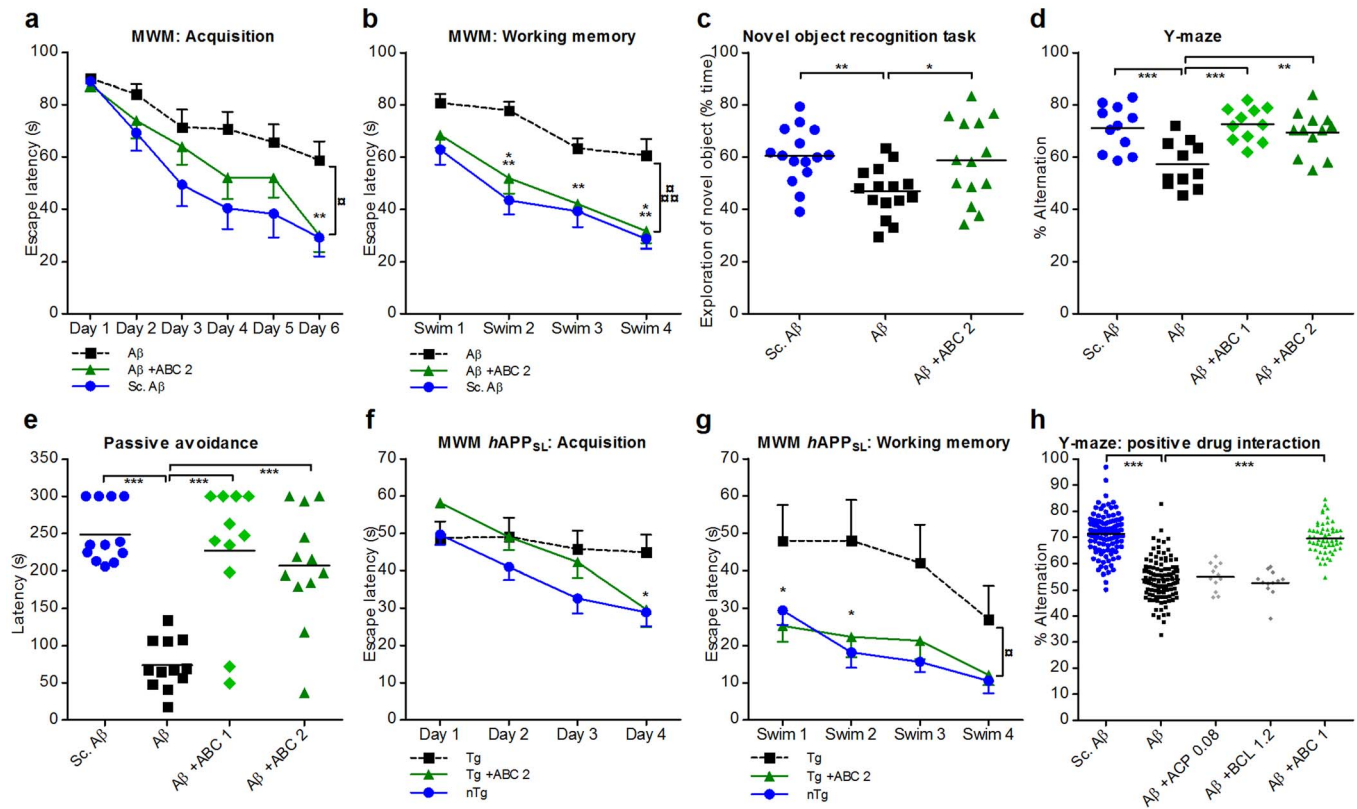 a
MWM: Acquisition
Escape latency (s)
100
80
60
40
20
0
**
¤
Day 1 Day 2 Day 3 Day 4 Day 5 Day 6
Aβ
Aβ +ABC 2
Sc. Aβ
b
MWM: Working memory
Escape latency (s)
100
80
60
40
20
0
*
**
**
*
**
¤¤
Swim 1 Swim 2 Swim 3 Swim 4
Aβ
Aβ +ABC 2
Sc. Aβ
c
Novel object recognition task
Exploration of novel object (% time)
100
80
60
40
20
0
** *
Sc. Aβ Aβ Aβ +ABC 2
d
Y-maze
% Alternation
100
80
60
40
20
0
**
*** ***
Sc. Aβ Aβ Aβ +ABC 1 Aβ +ABC 2
e
Passive avoidance
Latency (s)
350
300
250
200
150
100
50
0
***
*** ***
Sc. Aβ Aβ Aβ +ABC 1 Aβ +ABC 2
f
MWM hAPPSL: Acquisition
Escape latency (s)
70
60
50
40
30
20
10
0
*
Day 1 Day 2 Day 3 Day 4
Tg
Tg +ABC 2
nTg
g
MWM hAPPSL: Working memory
Escape latency (s)
70
60
50
40
30
20
10
0
* *
¤
Swim 1 Swim 2 Swim 3 Swim 4
Tg
Tg +ABC 2
nTg
h
Y-maze: positive drug interaction
% Alternation
100
90
80
70
60
50
40
30
20
10
0
*** ***
Sc. Aβ Aβ Aβ +ACP 0.08 Aβ +BCL 1.2 Aβ +ABC 1